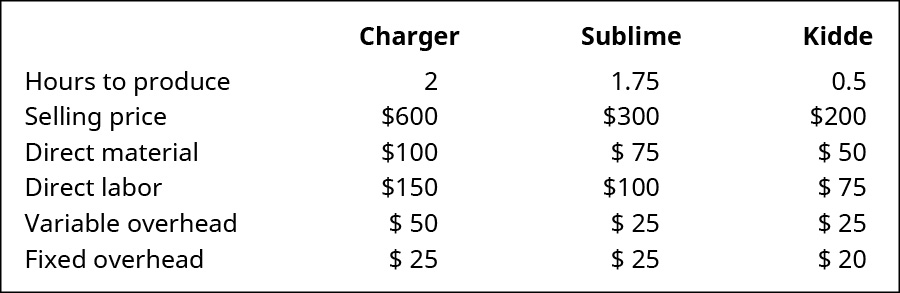 Charger Sublime Kidde
Hours to produce 2 1.75 0.5
Selling price $600 $300 $200
Direct material $100 $ 75 $ 50
Direct labor $150 $100 $ 75
Variable overhead $ 50 $ 25 $ 25
Fixed overhead $ 25 $ 25 $ 20